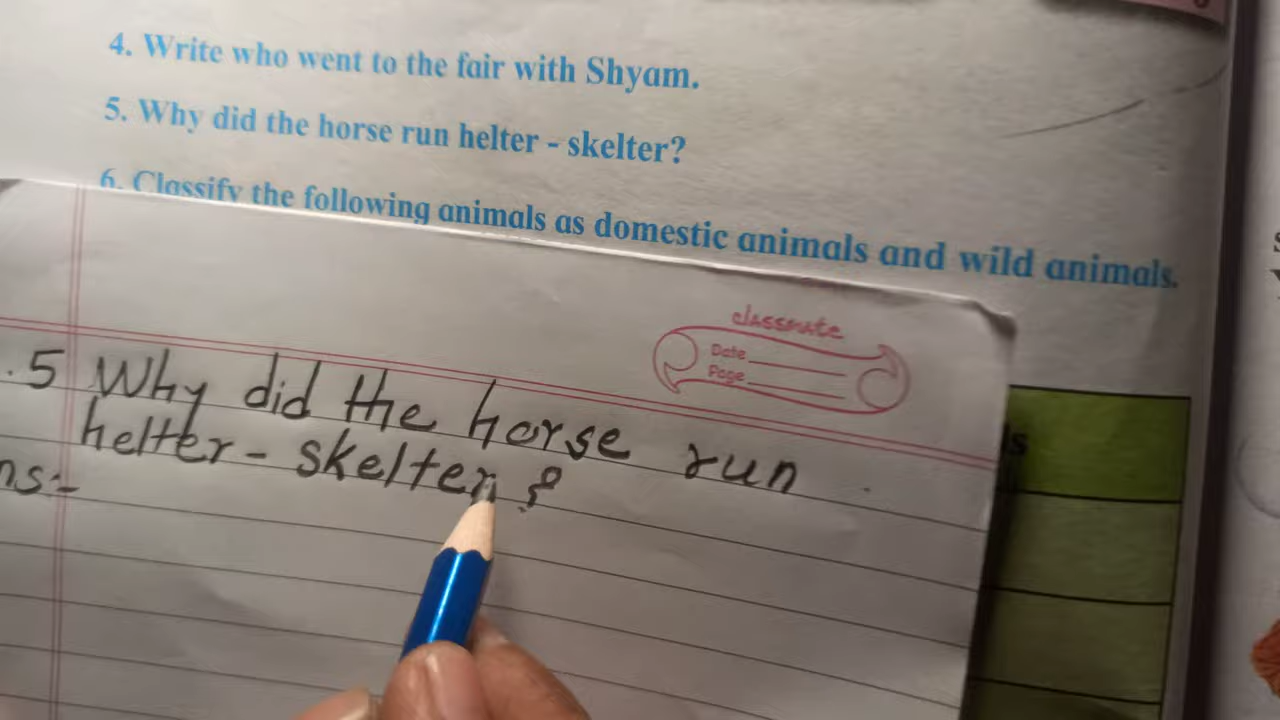 4. Write who went to the fair with Shyam.
5. Why did the horse run helter - skelter?
6. Classify the following animals as domestic animals and wild animals.
classmate
Date
Page
.5 Why did the horse run
helter - skelter ?
ns:-